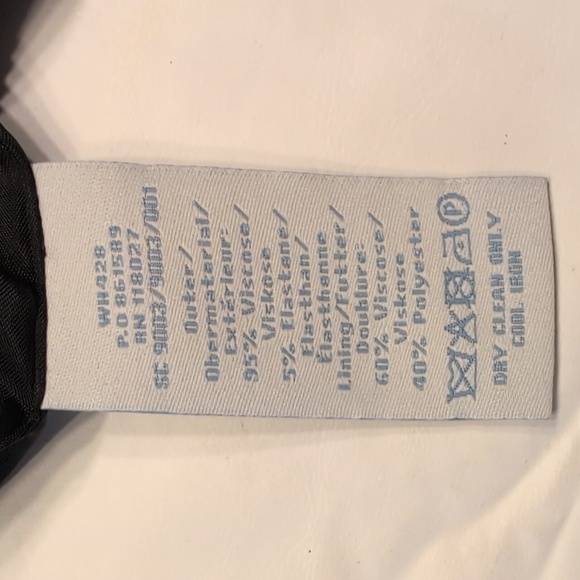 WH428
P.O 861589
RN 118027
SC 9003/9003/001
Outer/
Obermaterial/
Extérieur:
95% Viscose/
Viskose
5% Elastane/
Elasthan/
Élasthanne
Lining/Futter/
Doublure:
60% Viscose/
Viskose
40% Polyester
P
DRY CLEAN ONLY
COOL IRON